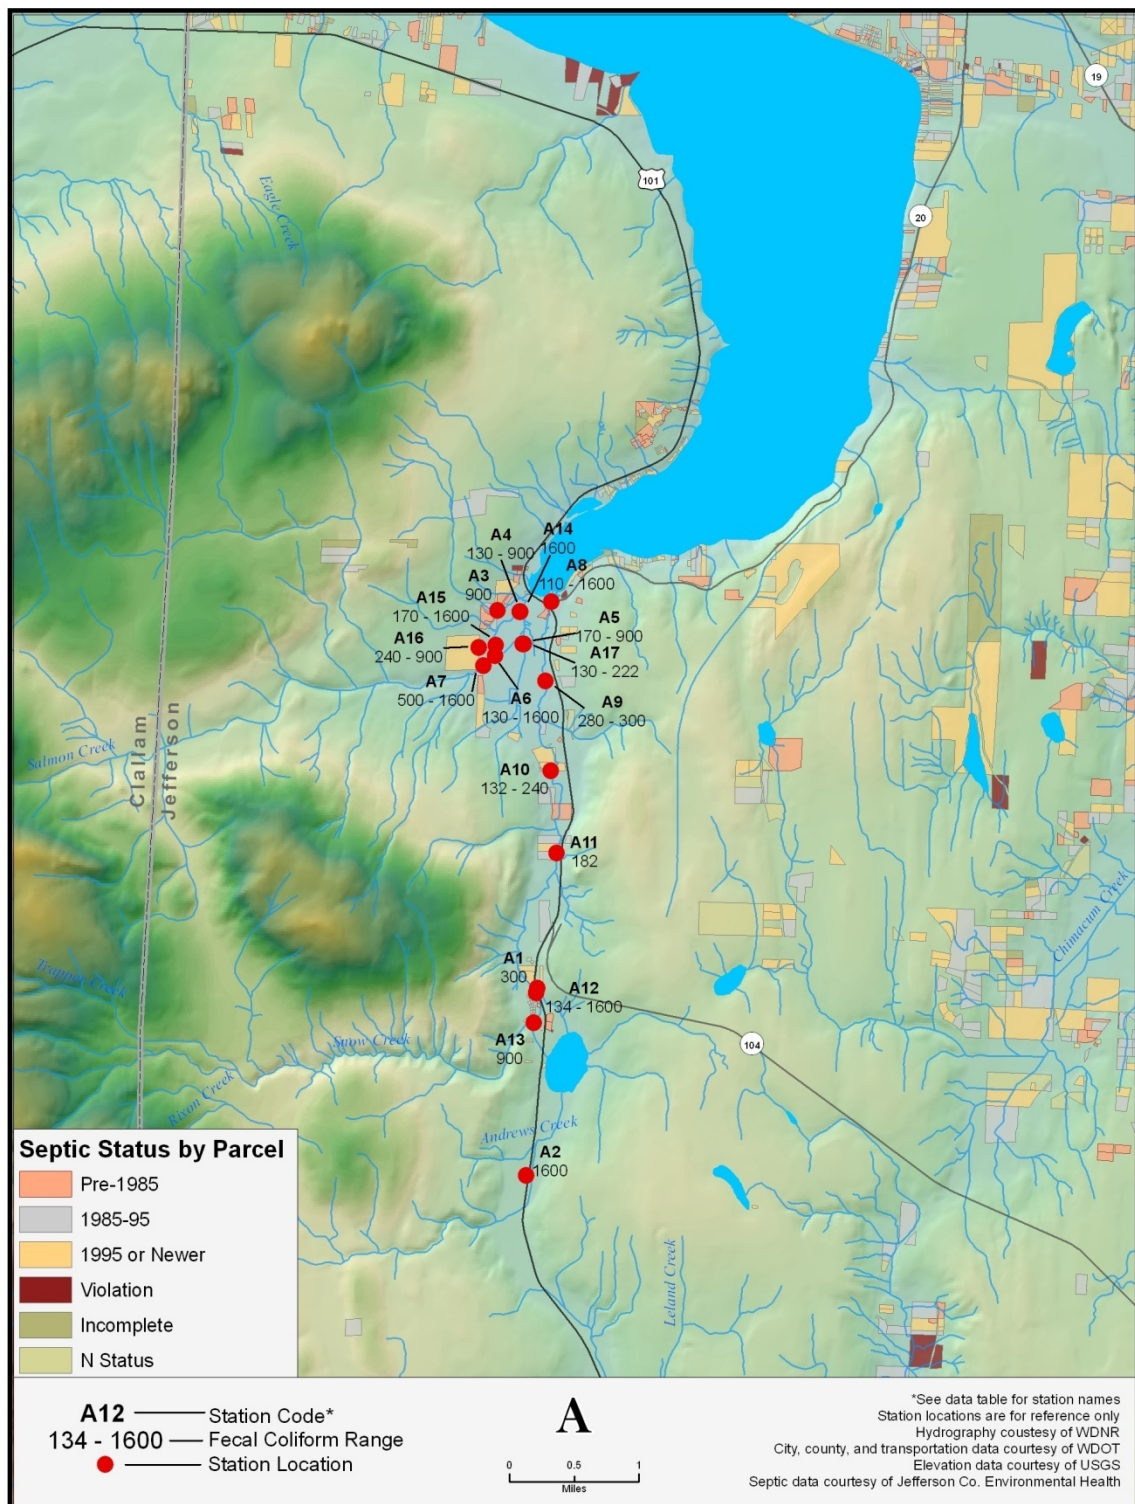 19
101
20
Eagle Creek
A14
1600
A4
130 - 900
A8
110 - 1600
A3
900
A15
170 - 1600
A5
170 - 900
A16
240 - 900
A17
130 - 222
A7
500 - 1600
A6
130 - 1600
A9
280 - 300
Clallam
Jefferson
Salmon Creek
A10
132 - 240
A11
182
Chimacum Creek
Trapper Creek
A1
300
A12
134 - 1600
A13
900
Snow Creek
104
Rixon Creek
Andrews Creek
A2
1600
Leland Creek
Septic Status by Parcel
Pre-1985
1985-95
1995 or Newer
Violation
Incomplete
N Status
A12 Station Code*
134 - 1600 Fecal Coliform Range
Station Location
A
0 0.5 1
Miles
*See data table for station names
Station locations are for reference only
Hydrography coustesy of WDNR
City, county, and transportation data courtesy of WDOT
Elevation data courtesy of USGS
Septic data courtesy of Jefferson Co. Environmental Health